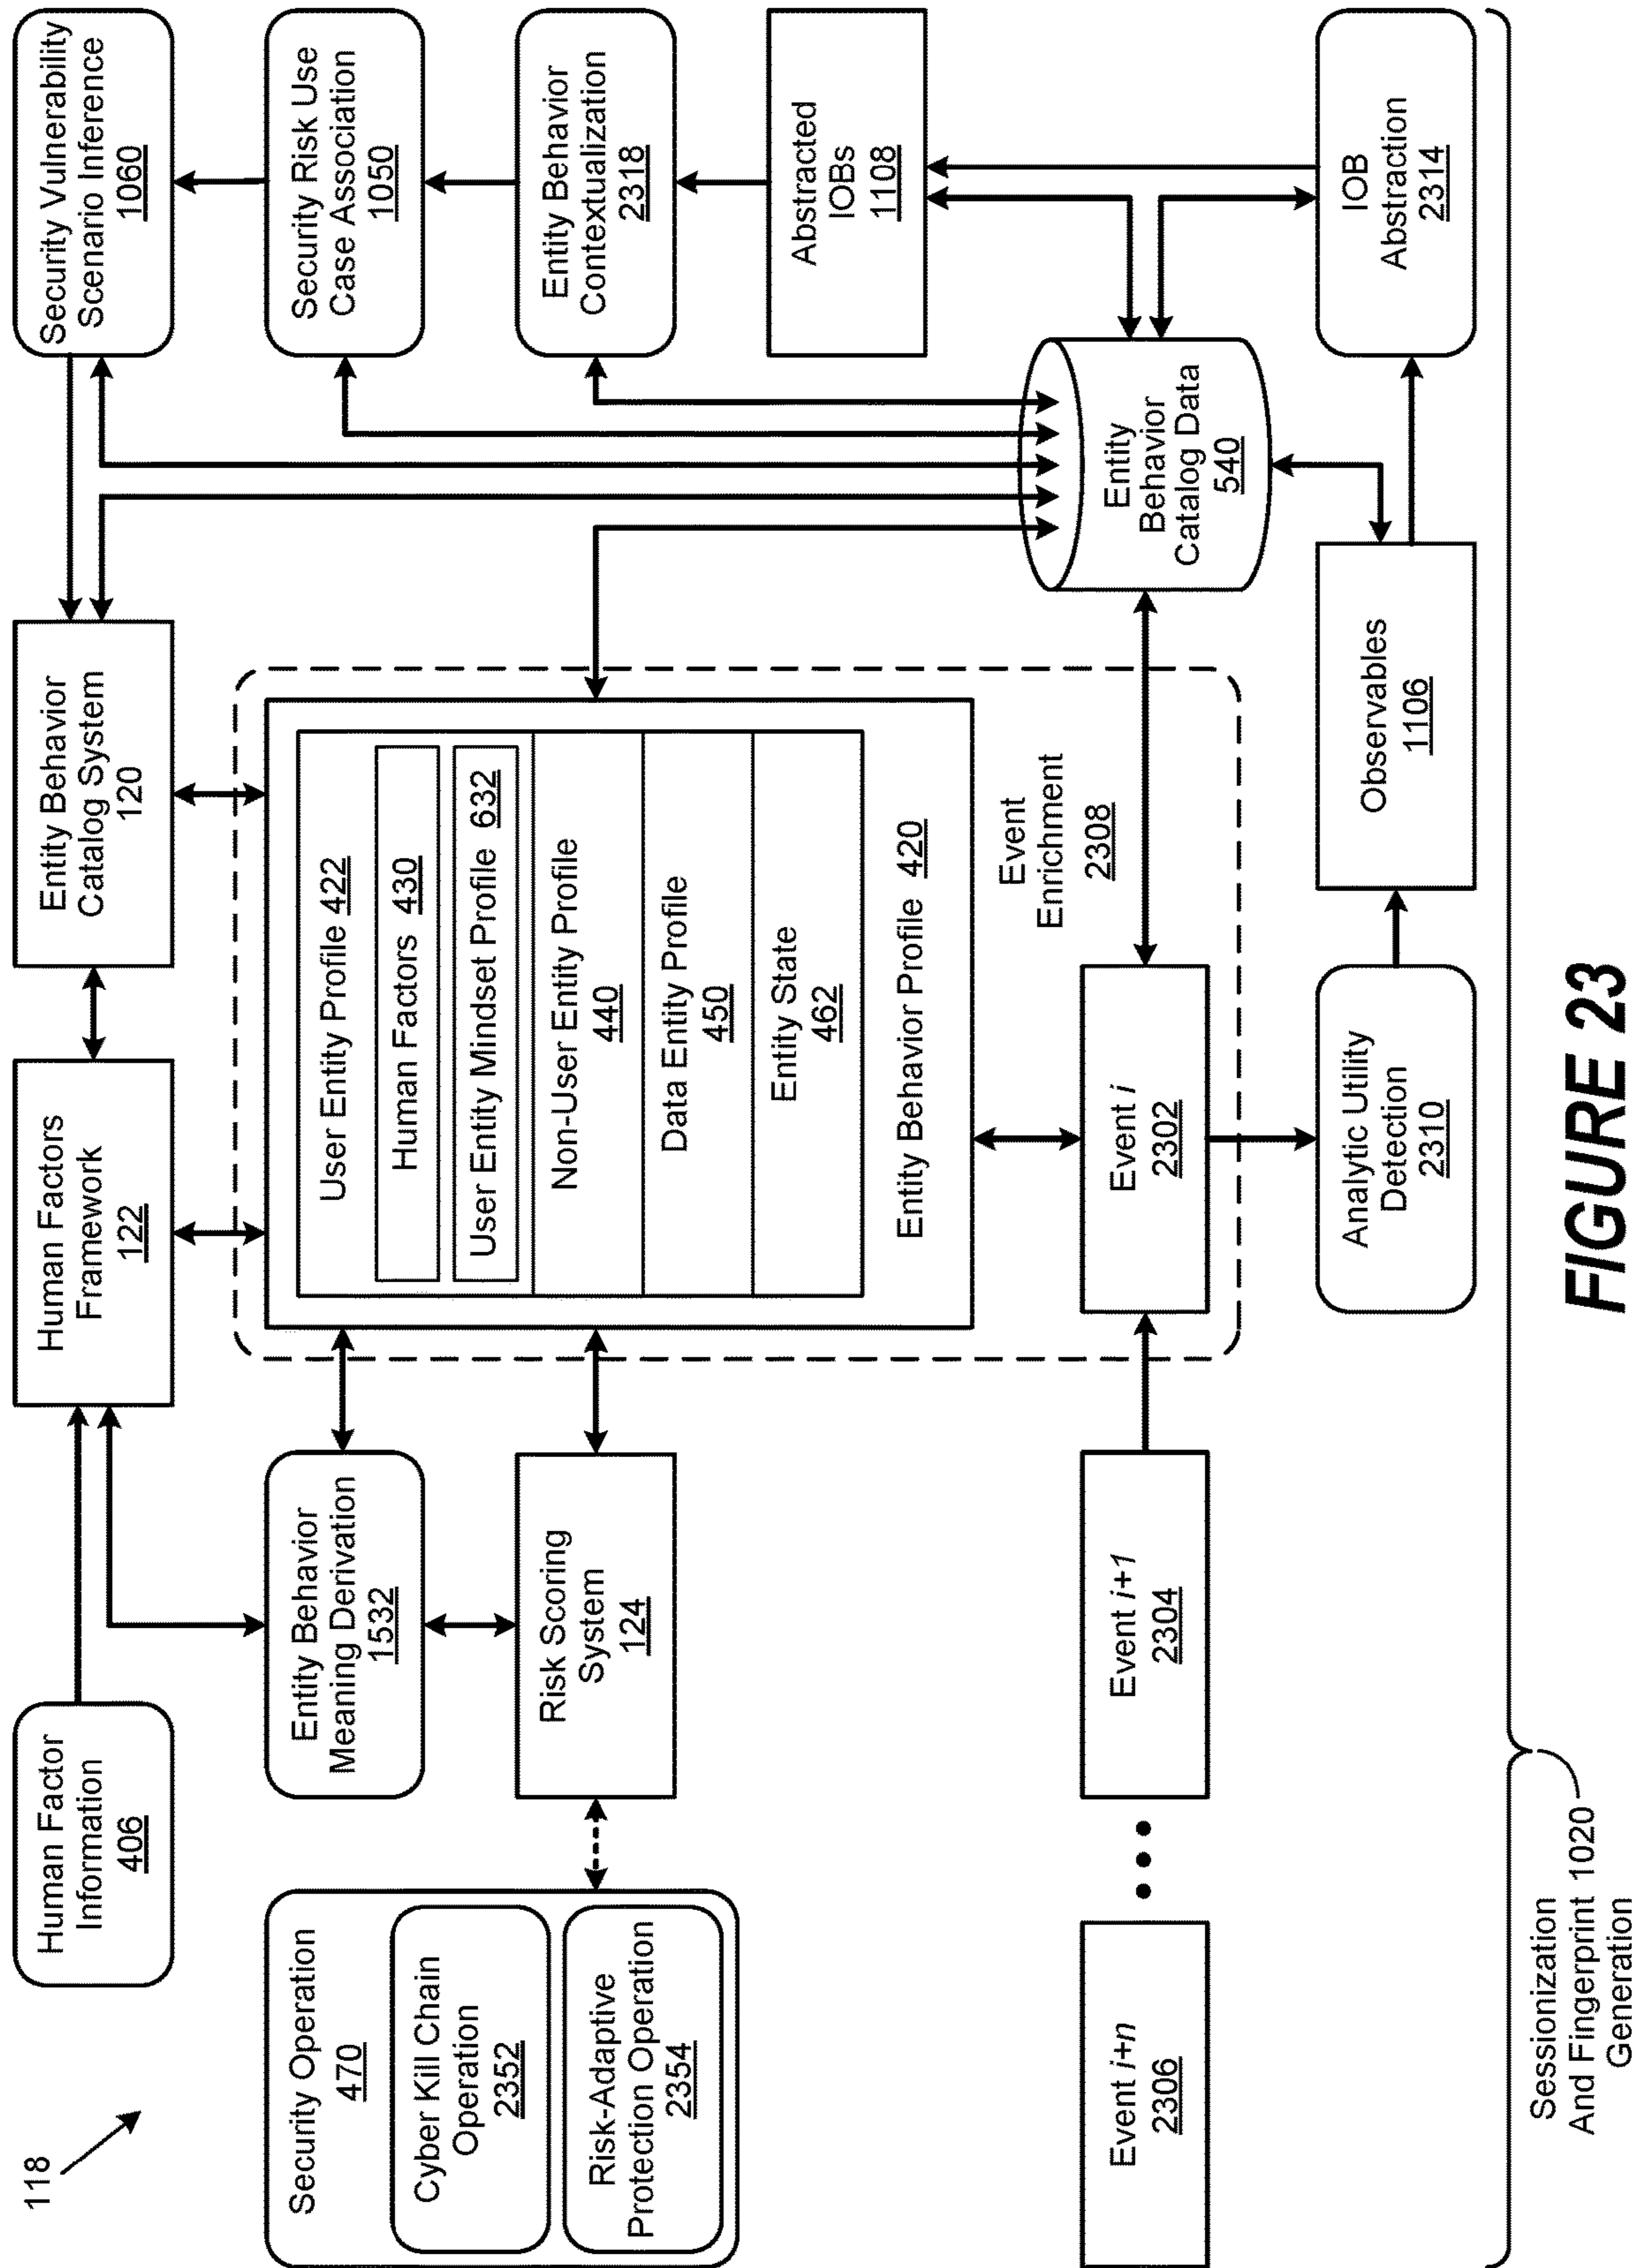 118
Human Factor
Information
406
Human Factors
Framework
122
Entity Behavior
Catalog System
120
Security Vulnerability
Scenario Inference
1060
Security Operation
470
Cyber Kill Chain
Operation
2352
Risk-Adaptive
Protection Operation
2354
Entity Behavior
Meaning Derivation
1532
Risk Scoring
System
124
User Entity Profile 422
Human Factors 430
User Entity Mindset Profile 632
Non-User Entity Profile
440
Data Entity Profile
450
Entity State
462
Entity Behavior Profile 420
Security Risk Use
Case Association
1050
Entity Behavior
Contextualization
2318
Abstracted
IOBs
1108
Event
Enrichment
2308
Entity
Behavior
Catalog Data
540
Event i+n
2306
Event i+1
2304
Event i
2302
Analytic Utility
Detection
2310
Observables
1106
IOB
Abstraction
2314
Sessionization
And Fingerprint 1020
Generation
FIGURE 23